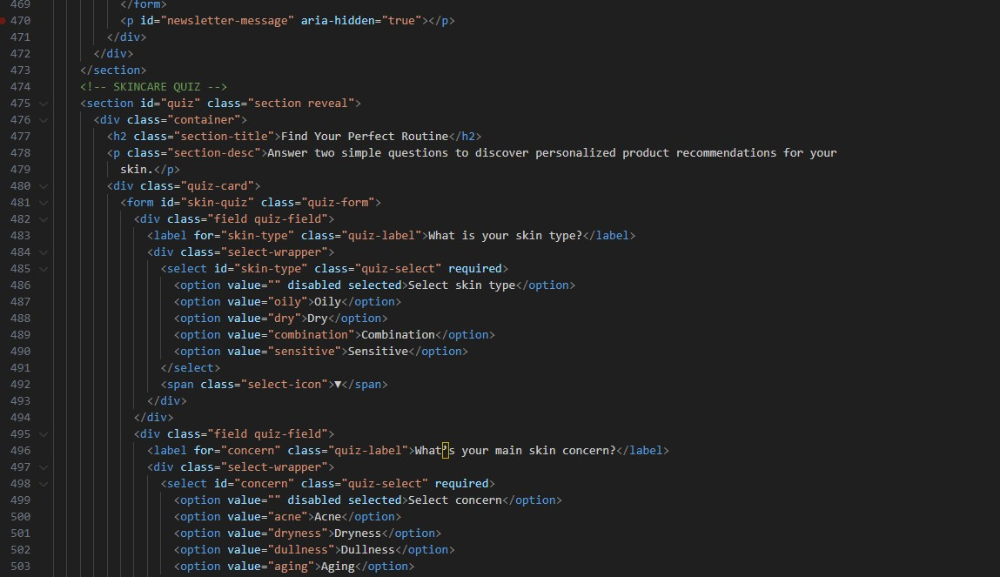 469 </form>
470 <p id="newsletter-message" aria-hidden="true"></p>
471 </div>
472 </div>
473 </section>
474 <!-- SKINCARE QUIZ -->
475 <section id="quiz" class="section reveal">
476 <div class="container">
477 <h2 class="section-title">Find Your Perfect Routine</h2>
478 <p class="section-desc">Answer two simple questions to discover personalized product recommendations for your
479 skin.</p>
480 <div class="quiz-card">
481 <form id="skin-quiz" class="quiz-form">
482 <div class="field quiz-field">
483 <label for="skin-type" class="quiz-label">What is your skin type?</label>
484 <div class="select-wrapper">
485 <select id="skin-type" class="quiz-select" required>
486 <option value="" disabled selected>Select skin type</option>
487 <option value="oily">Oily</option>
488 <option value="dry">Dry</option>
489 <option value="combination">Combination</option>
490 <option value="sensitive">Sensitive</option>
491 </select>
492 <span class="select-icon">▼</span>
493 </div>
494 </div>
495 <div class="field quiz-field">
496 <label for="concern" class="quiz-label">What’s your main skin concern?</label>
497 <div class="select-wrapper">
498 <select id="concern" class="quiz-select" required>
499 <option value="" disabled selected>Select concern</option>
500 <option value="acne">Acne</option>
501 <option value="dryness">Dryness</option>
502 <option value="dullness">Dullness</option>
503 <option value="aging">Aging</option>